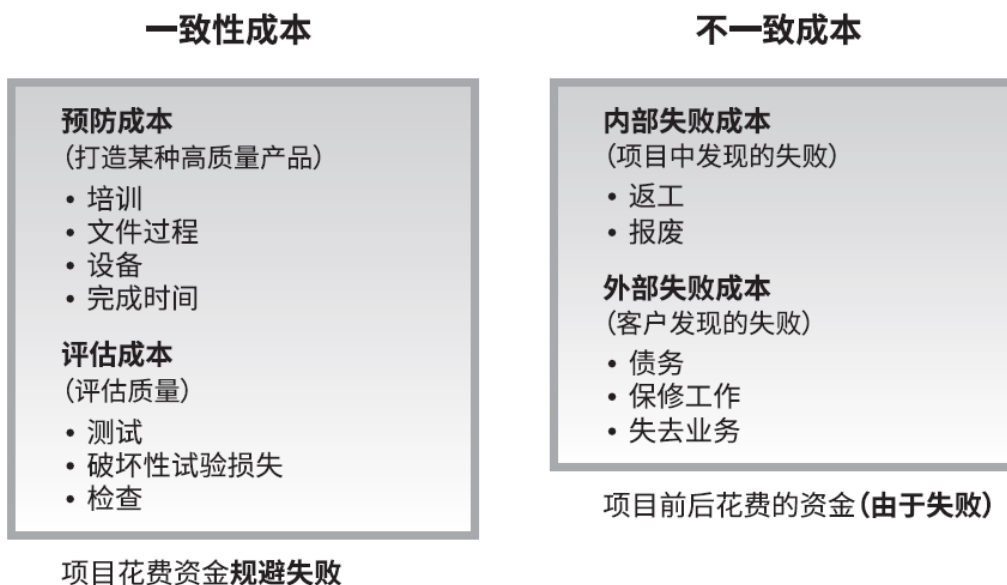 一致性成本
预防成本
(打造某种高质量产品)
• 培训
• 文件过程
• 设备
• 完成时间
评估成本
(评估质量)
• 测试
• 破坏性试验损失
• 检查
项目花费资金规避失败
不一致成本
内部失败成本
(项目中发现的失败)
• 返工
• 报废
外部失败成本
(客户发现的失败)
• 债务
• 保修工作
• 失去业务
项目前后花费的资金(由于失败)